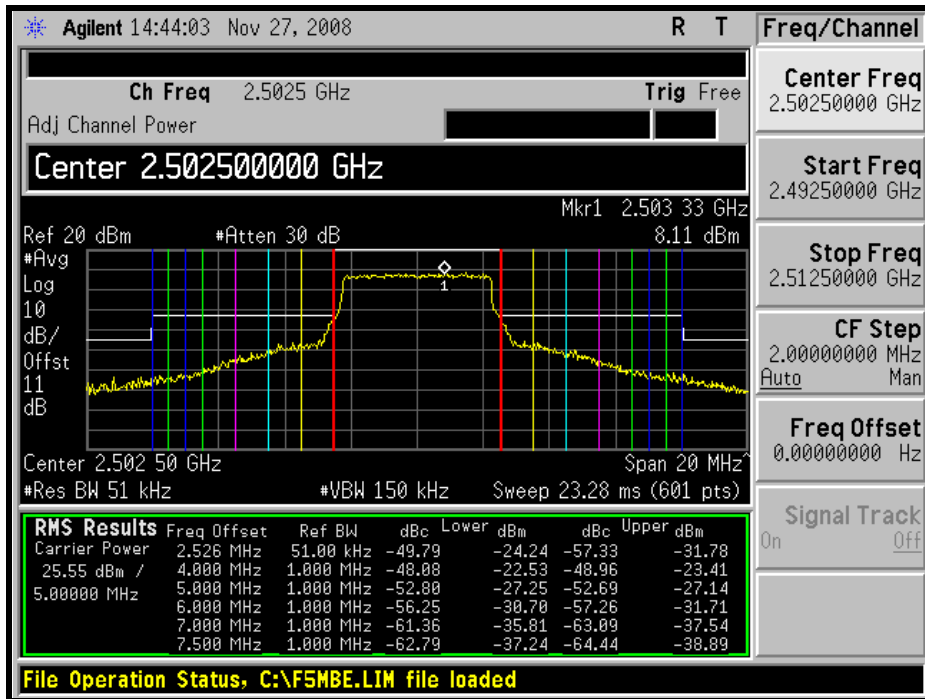 Agilent 14:44:03 Nov 27, 2008 R T
Freq/Channel
Ch Freq 2.5025 GHz Trig Free
Adj Channel Power
Center 2.502500000 GHz
Mkr1 2.503 33 GHz
Ref 20 dBm #Atten 30 dB 8.11 dBm
#Avg
Log
10
dB/
Offst
11
dB
1
Center 2.502 50 GHz Span 20 MHz^
#Res BW 51 kHz #VBW 150 kHz Sweep 23.28 ms (601 pts)
RMS Results Freq Offset Ref BW dBc Lower dBm dBc Upper dBm
Carrier Power 2.526 MHz 51.00 kHz -49.79 -24.24 -57.33 -31.78
25.55 dBm / 4.000 MHz 1.000 MHz -48.08 -22.53 -48.96 -23.41
5.00000 MHz 5.000 MHz 1.000 MHz -52.80 -27.25 -52.69 -27.14
6.000 MHz 1.000 MHz -56.25 -30.70 -57.26 -31.71
7.000 MHz 1.000 MHz -61.36 -35.81 -63.09 -37.54
7.500 MHz 1.000 MHz -62.79 -37.24 -64.44 -38.89
File Operation Status, C:\F5MBE.LIM file loaded
Center Freq
2.50250000 GHz
Start Freq
2.49250000 GHz
Stop Freq
2.51250000 GHz
CF Step
2.00000000 MHz
Auto Man
Freq Offset
0.00000000 Hz
Signal Track
On Off